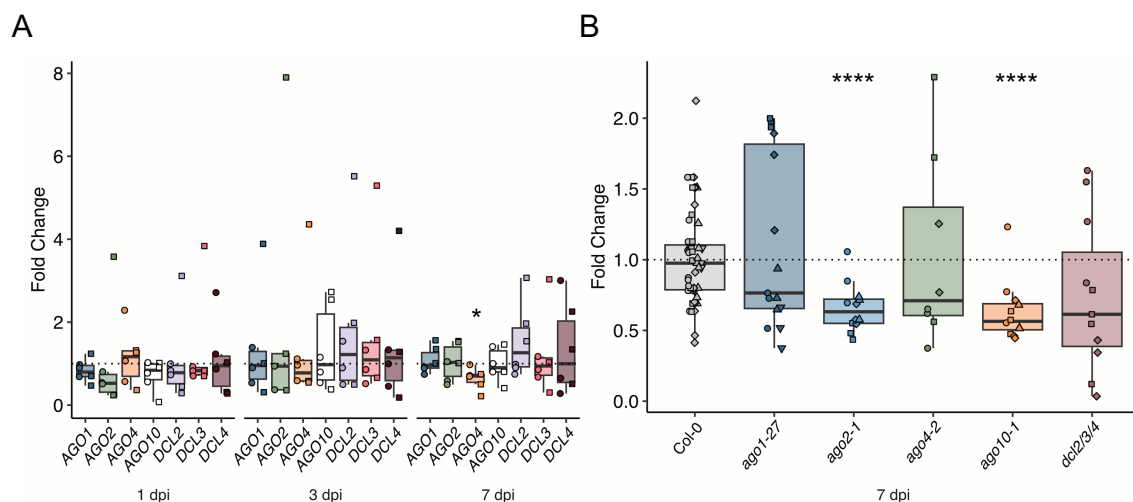 A
B
Fold Change
8
6
4
2
0
*
AGO1
AGO2
AGO4
AGO10
DCL2
DCL3
DCL4
AGO1
AGO2
AGO4
AGO10
DCL2
DCL3
DCL4
AGO1
AGO2
AGO4
AGO10
DCL2
DCL3
DCL4
1 dpi
3 dpi
7 dpi
Fold Change
2.0
1.5
1.0
0.5
0.0
****
****
Col-0
ago1-27
ago2-1
ago4-2
ago10-1
dcl2/3/4
7 dpi